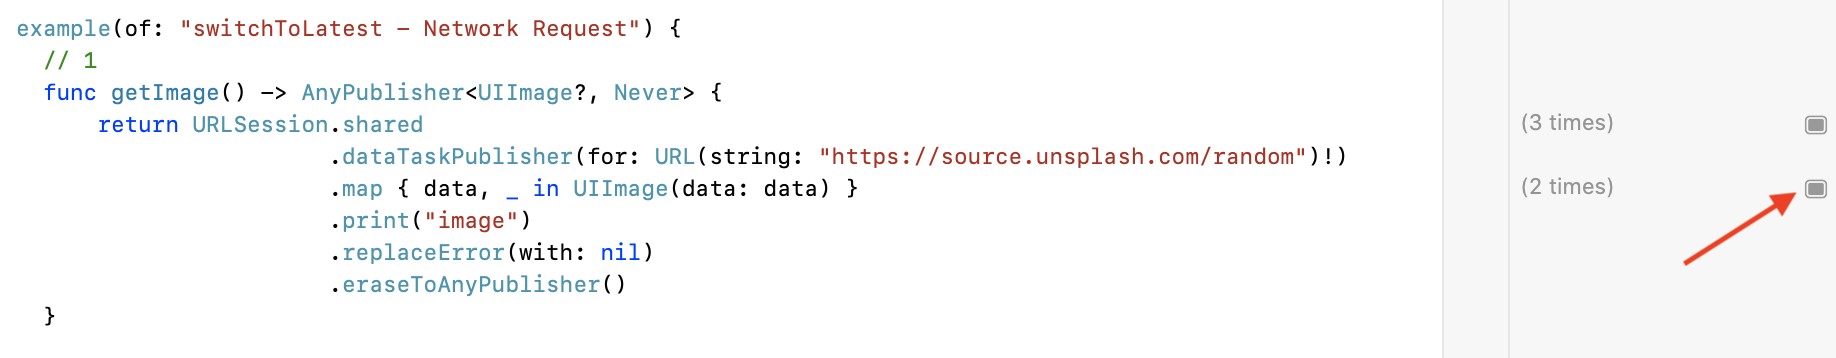 example(of: "switchToLatest – Network Request") {
// 1
func getImage() -> AnyPublisher<UIImage?, Never> {
return URLSession.shared
(3 times)
.dataTaskPublisher(for: URL(string: "https://source.unsplash.com/random")!)
.map { data, _ in UIImage(data: data) }
(2 times)
.print("image")
.replaceError(with: nil)
.eraseToAnyPublisher()
}